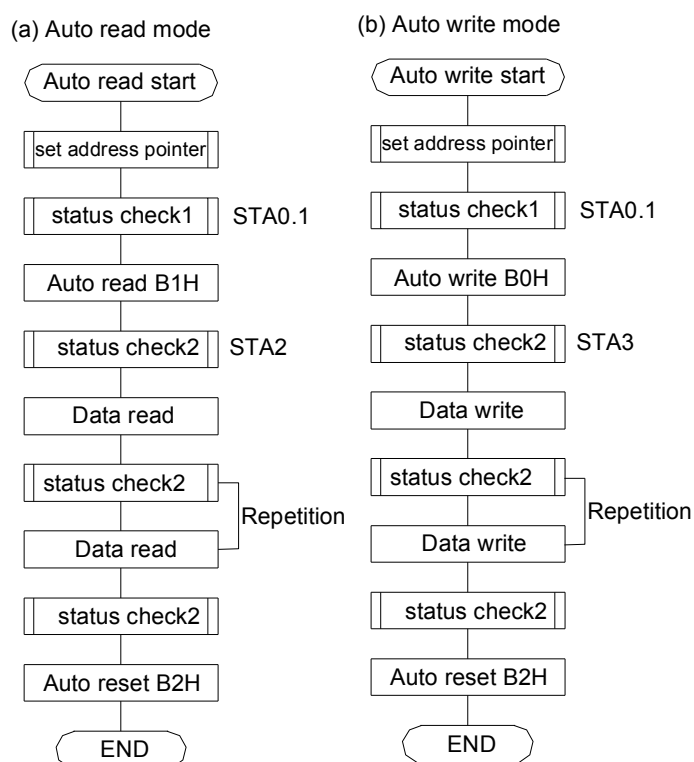 (a) Auto read mode
Auto read start
set address pointer
status check1
STA0.1
Auto read B1H
status check2
STA2
Data read
status check2
Repetition
Data read
status check2
Auto reset B2H
END
(b) Auto write mode
Auto write start
set address pointer
status check1
STA0.1
Auto write B0H
status check2
STA3
Data write
status check2
Repetition
Data write
status check2
Auto reset B2H
END